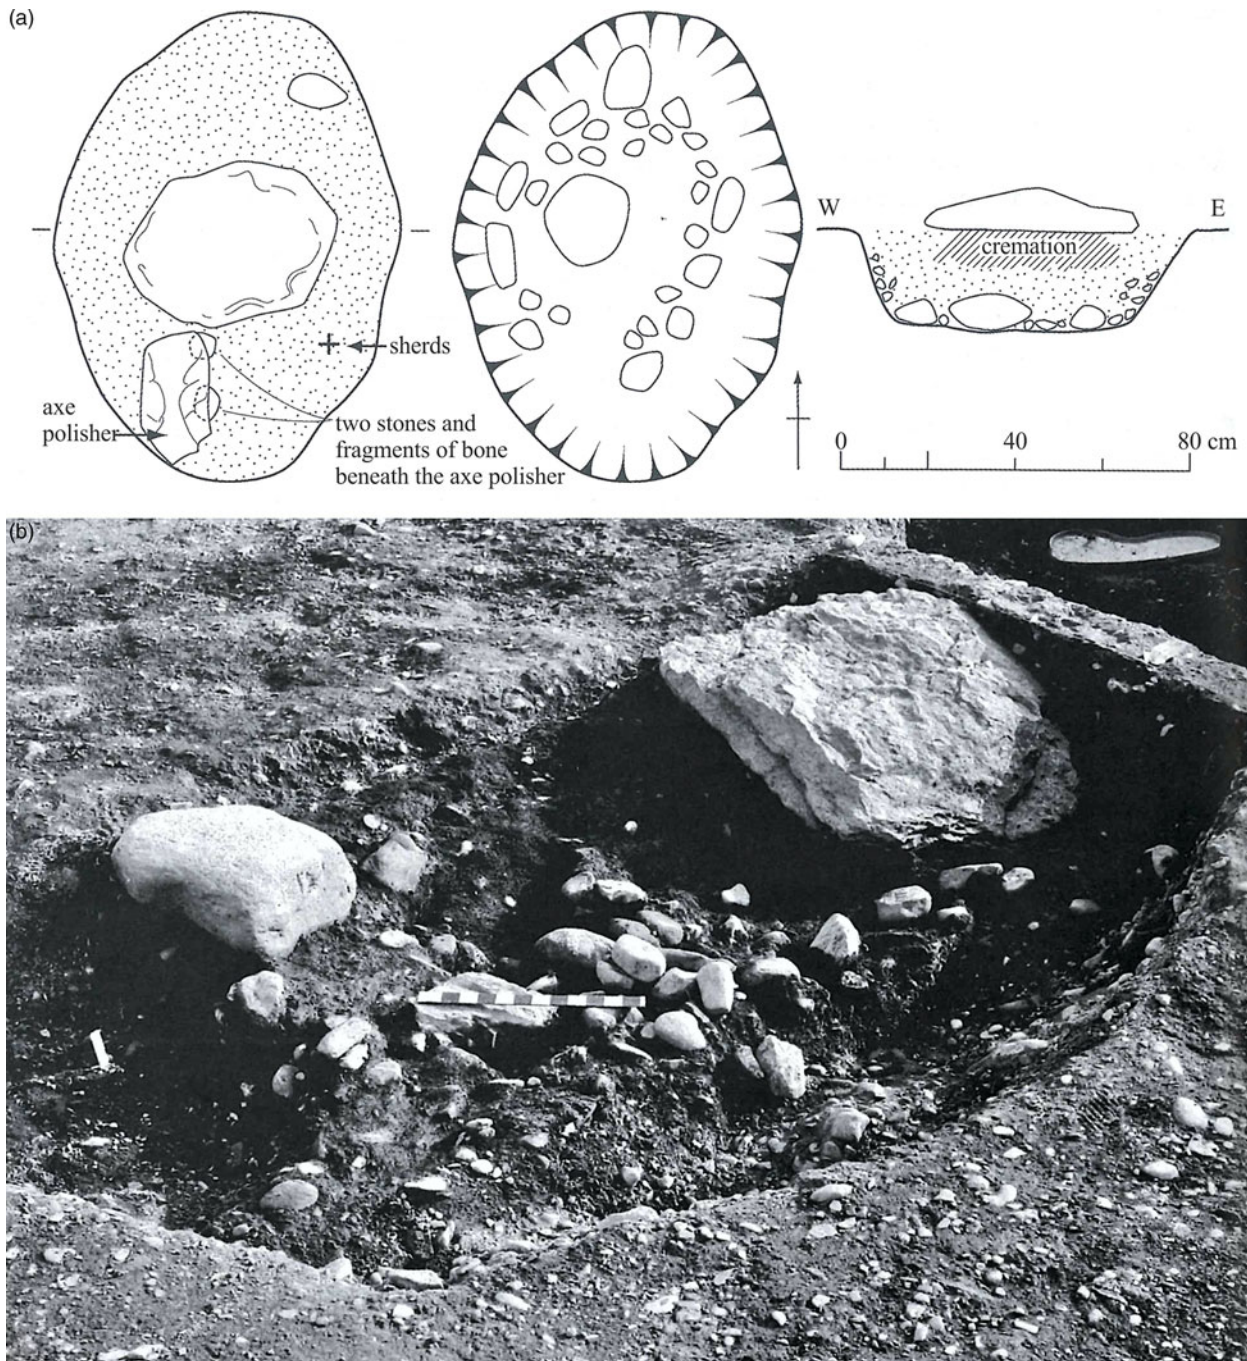 (a)
W
E
cremation
sherds
axe
polisher
two stones and
fragments of bone
beneath the axe polisher
0
40
80 cm
(b)